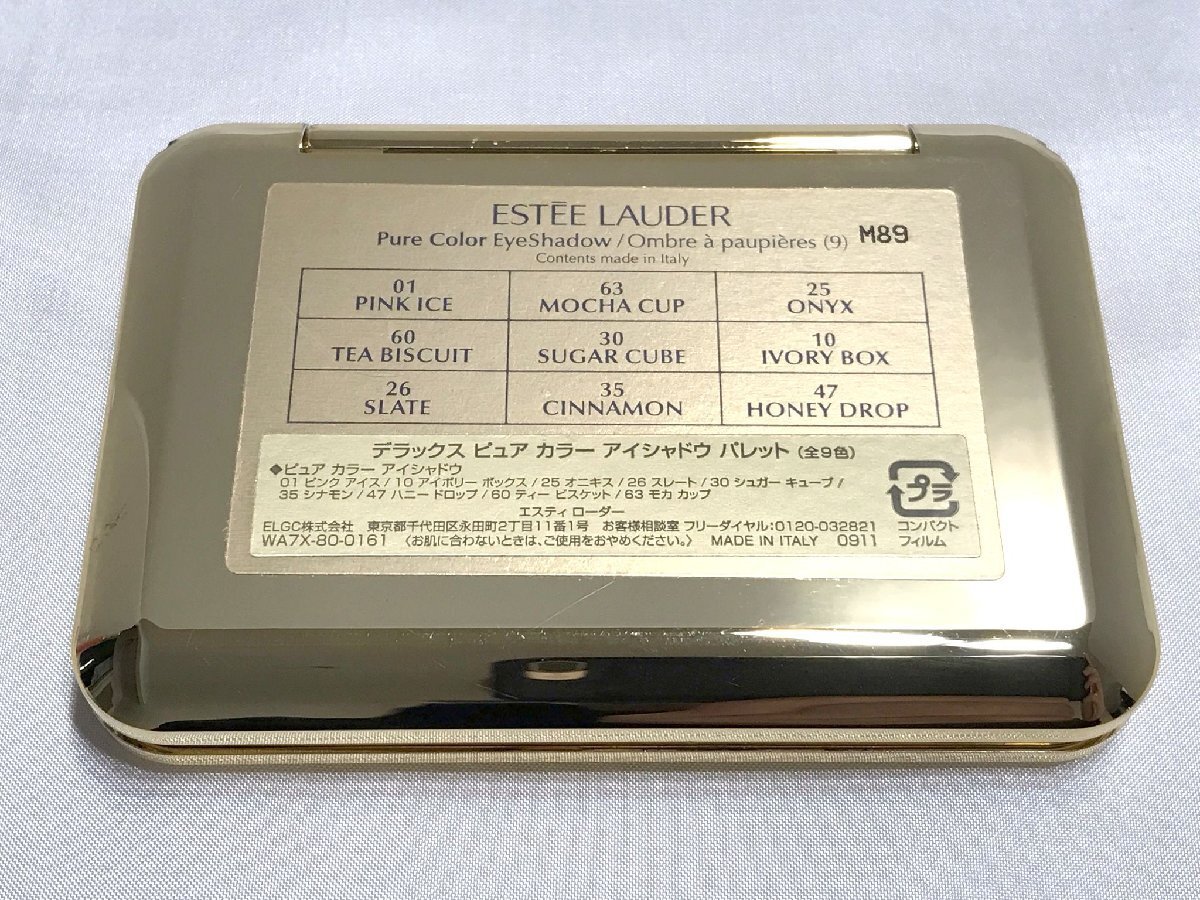 ESTĒE LAUDER
Pure Color EyeShadow / Ombre à paupières (9) M89
Contents made in Italy
01 63 25
PINK ICE MOCHA CUP ONYX
60 30 10
TEA BISCUIT SUGAR CUBE IVORY BOX
26 35 47
SLATE CINNAMON HONEY DROP
デラックス ピュア カラー アイシャドウ パレット (全9色)
◆ピュア カラー アイシャドウ
01 ピンク アイス / 10 アイボリー ボックス / 25 オニキス / 26 スレート / 30 シュガー キューブ /
35 シナモン / 47 ハニー ドロップ / 60 ティー ビスケット / 63 モカ カップ
プラ
エスティ ローダー
ELGC株式会社 東京都千代田区永田町2丁目11番1号 お客様相談室 フリーダイヤル:0120-032821 コンパクト
WA7X-80-0161 〈お肌に合わないときは、ご使用をおやめください。〉 MADE IN ITALY 0911 フィルム